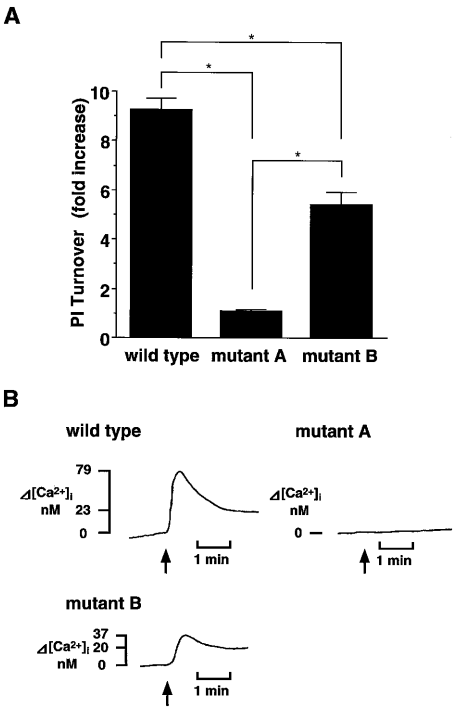 A
*
*
*
PI Turnover (fold increase)
10
8
6
4
2
0
wild type mutant A mutant B
B
wild type
79
⊿[Ca²⁺]i
nM
23
0
1 min
mutant A
⊿[Ca²⁺]i
nM
0
1 min
mutant B
37
⊿[Ca²⁺]i
nM
20
0
1 min